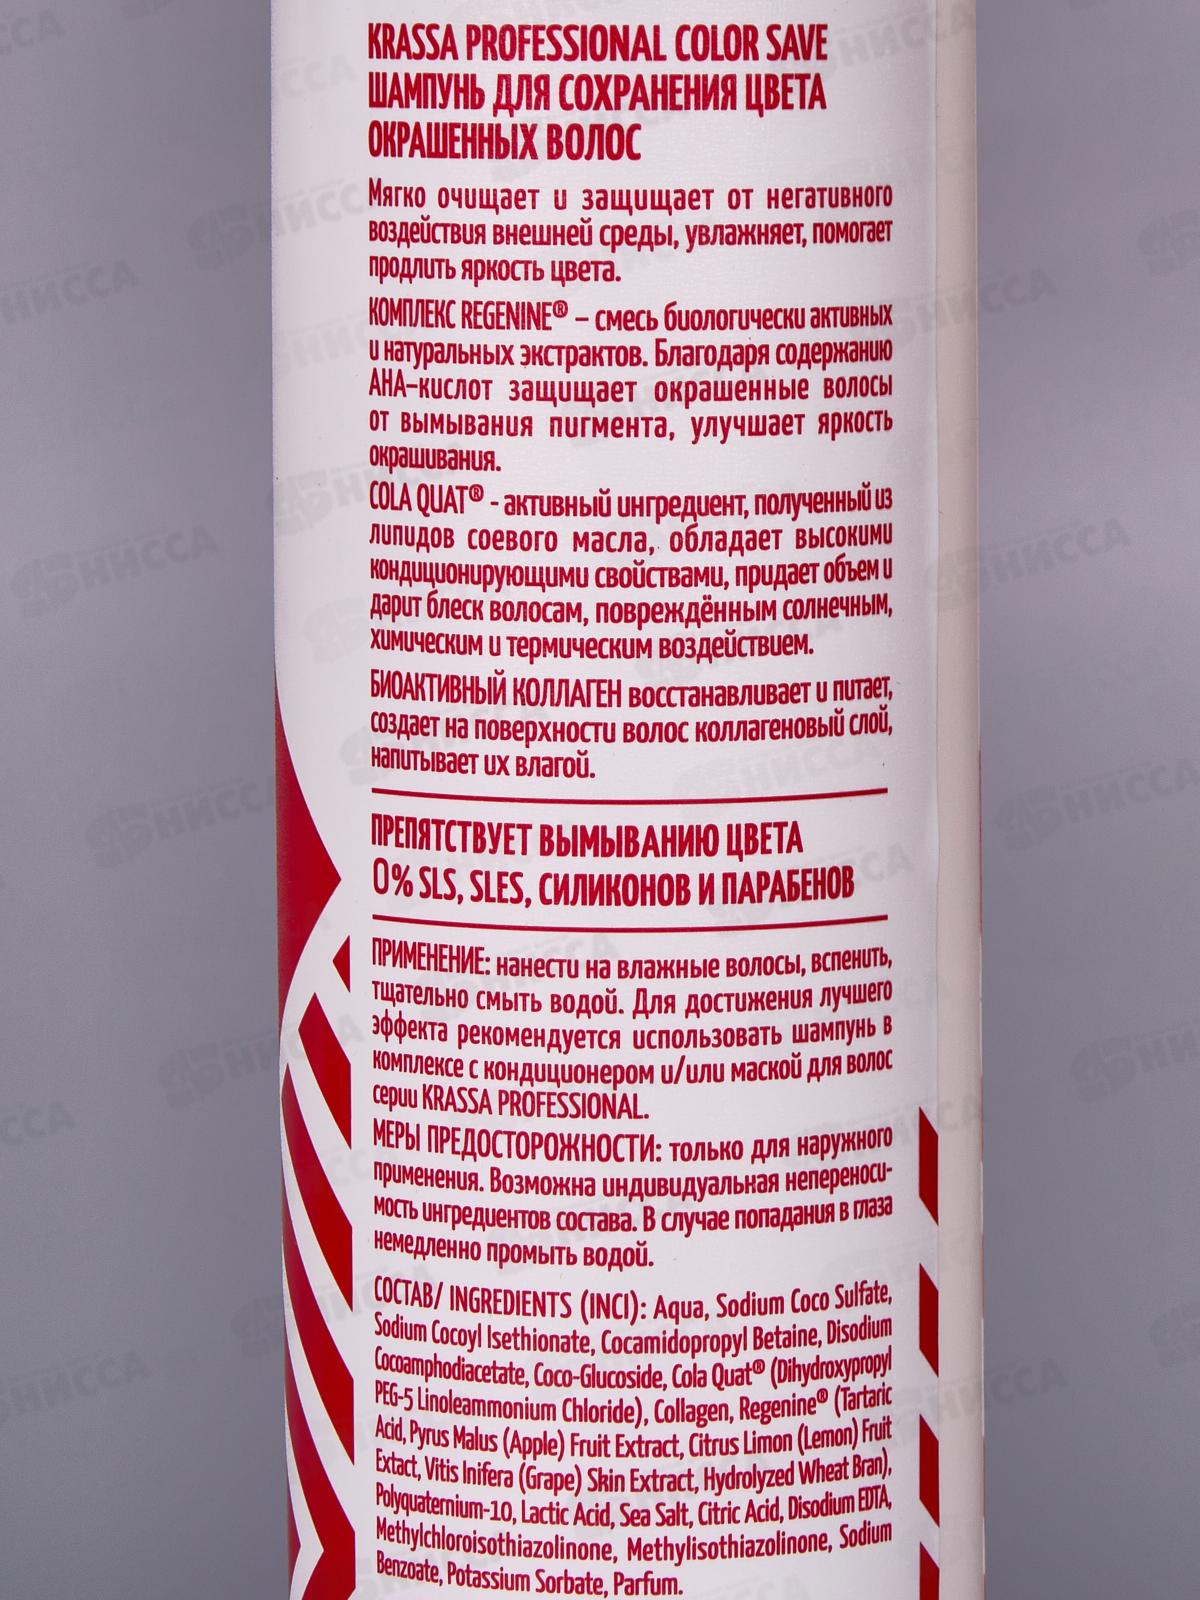 KRASSA PROFESSIONAL COLOR SAVE
ШАМПУНЬ ДЛЯ СОХРАНЕНИЯ ЦВЕТА
ОКРАШЕННЫХ ВОЛОС
Мягко очищает и защищает от негативного
воздействия внешней среды, увлажняет, помогает
продлить яркость цвета.
КОМПЛЕКС REGENINE® – смесь биологически активных
и натуральных экстрактов. Благодаря содержанию
АНА–кислот защищает окрашенные волосы
от вымывания пигмента, улучшает яркость
окрашивания.
COLA QUAT® - активный ингредиент, полученный из
липидов соевого масла, обладает высокими
кондиционирующими свойствами, придает объем и
дарит блеск волосам, повреждённым солнечным,
химическим и термическим воздействием.
БИОАКТИВНЫЙ КОЛЛАГЕН восстанавливает и питает,
создает на поверхности волос коллагеновый слой,
напитывает их влагой.
ПРЕПЯТСТВУЕТ ВЫМЫВАНИЮ ЦВЕТА
0% SLS, SLES, СИЛИКОНОВ И ПАРАБЕНОВ
ПРИМЕНЕНИЕ: нанести на влажные волосы, вспенить,
тщательно смыть водой. Для достижения лучшего
эффекта рекомендуется использовать шампунь в
комплексе с кондиционером и/или маской для волос
серии KRASSA PROFESSIONAL.
МЕРЫ ПРЕДОСТОРОЖНОСТИ: только для наружного
применения. Возможна индивидуальная непереноси-
мость ингредиентов состава. В случае попадания в глаза
немедленно промыть водой.
СОСТАВ/ INGREDIENTS (INCI): Aqua, Sodium Coco Sulfate,
Sodium Cocoyl Isethionate, Cocamidopropyl Betaine, Disodium
Cocoamphodiacetate, Coco-Glucoside, Cola Quat® (Dihydroxypropyl
PEG-5 Linoleammonium Chloride), Collagen, Regenine® (Tartaric
Acid, Pyrus Malus (Apple) Fruit Extract, Citrus Limon (Lemon) Fruit
Extact, Vitis Inifera (Grape) Skin Extract, Hydrolyzed Wheat Bran),
Polyquaternium-10, Lactic Acid, Sea Salt, Citric Acid, Disodium EDTA,
Methylchloroisothiazolinone, Methylisothiazolinone, Sodium
Benzoate, Potassium Sorbate, Parfum.